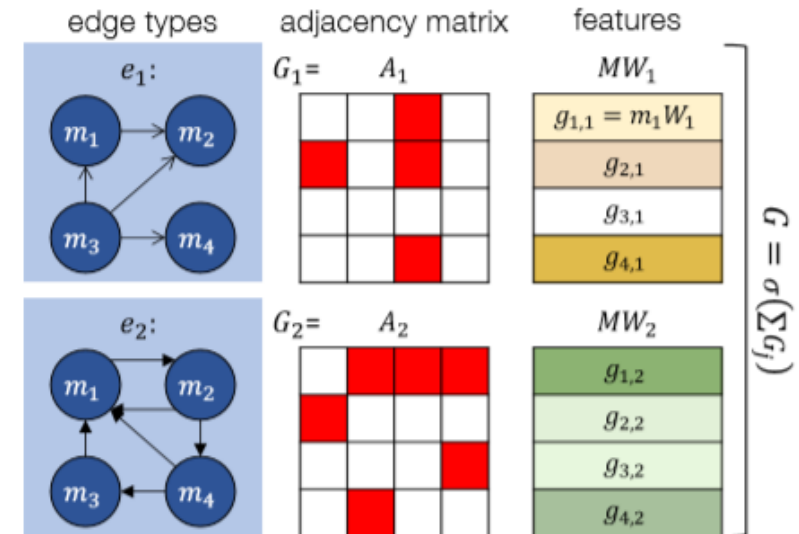 edge types adjacency matrix features
e₁: G₁= A₁ MW₁
m₁ m₂ g₁,₁ = m₁W₁
g₂,₁
g₃,₁
m₃ m₄ g₄,₁
e₂: G₂= A₂ MW₂
m₁ m₂ g₁,₂
g₂,₂
g₃,₂
m₃ m₄ g₄,₂
G = σ(∑Gⱼ)